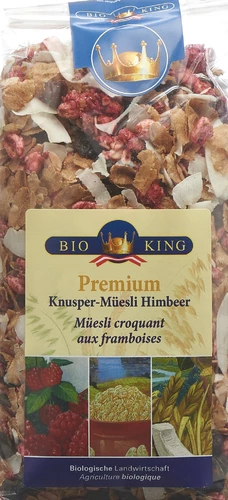 BIO KING
BIO KING
Premium
Knusper-Müesli Himbeer
Müesli croquant
aux framboises
Biologische Landwirtschaft
Agriculture biologique